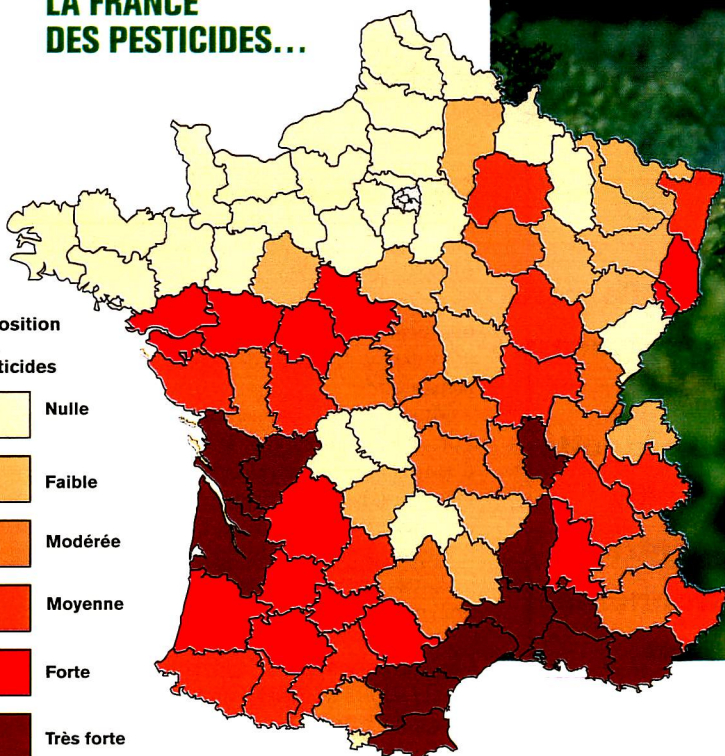 LA FRANCE
DES PESTICIDES...
osition
ticides
Nulle
Faible
Modérée
Moyenne
Forte
Très forte